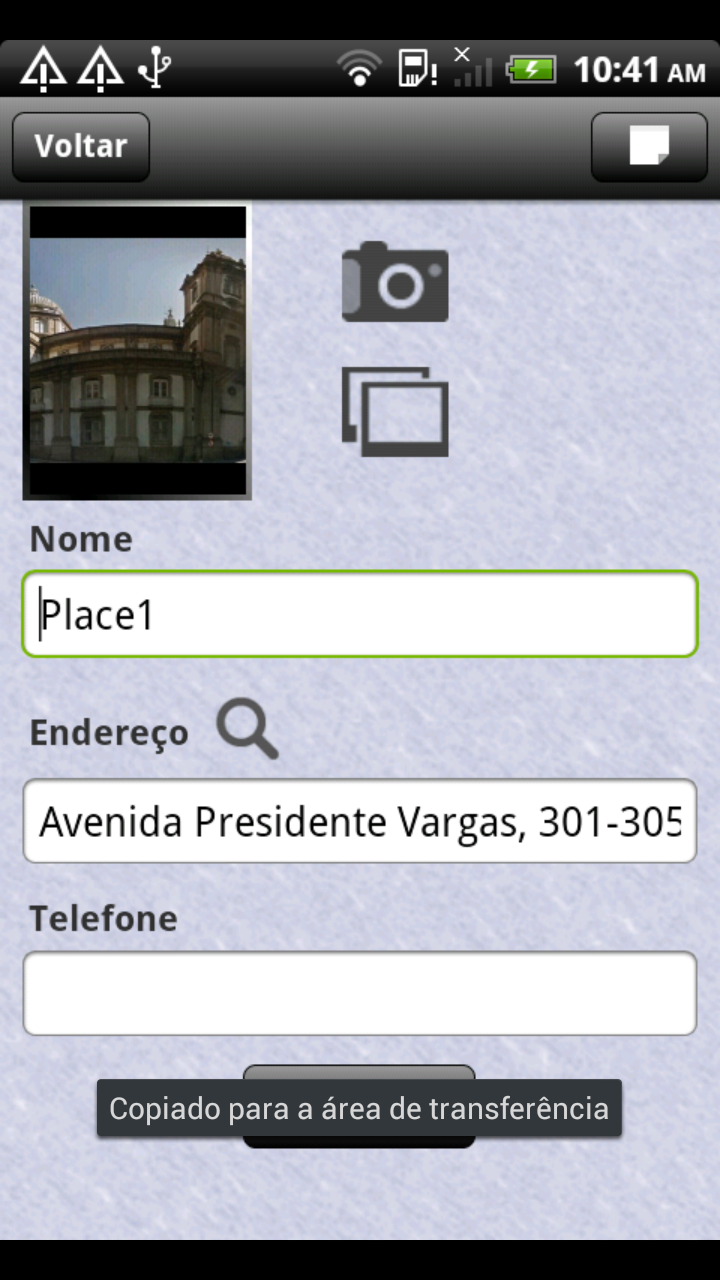 10:41 AM
Voltar
Nome
Place1
Endereço
Avenida Presidente Vargas, 301-305
Telefone
Copiado para a área de transferência